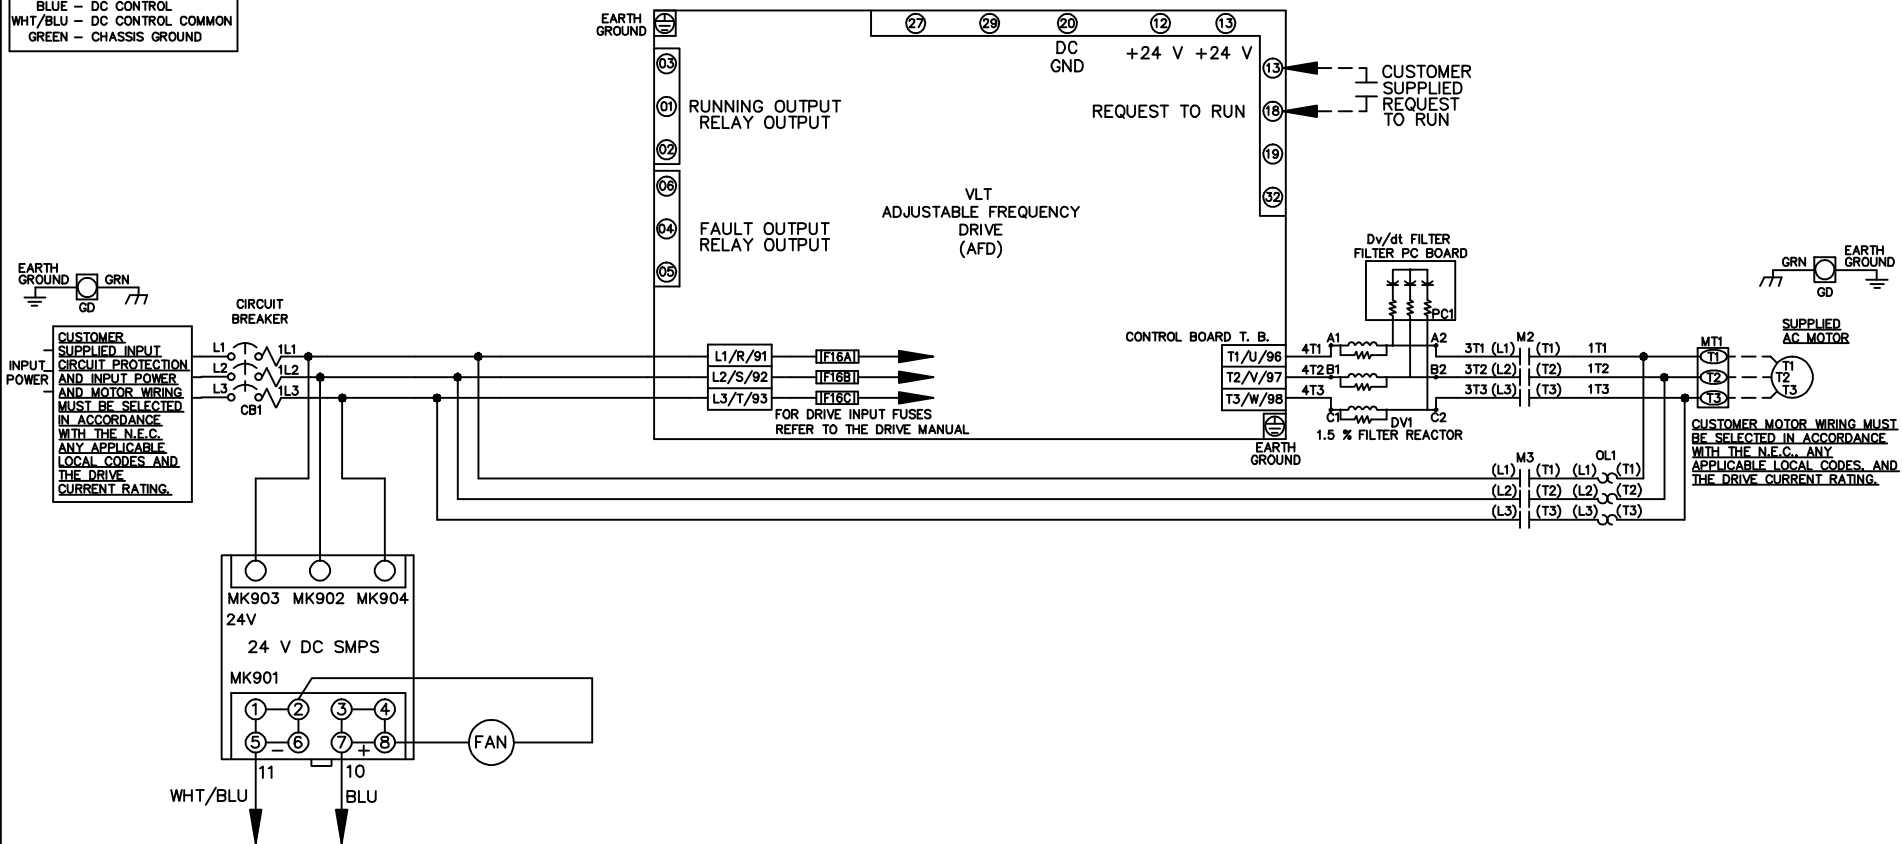 BLUE – DC CONTROL
WHT/BLU – DC CONTROL COMMON
GREEN – CHASSIS GROUND
EARTH
GROUND
27
29
20
12
13
DC
GND
+24 V
+24 V
03
01
02
RUNNING OUTPUT
RELAY OUTPUT
06
04
05
FAULT OUTPUT
RELAY OUTPUT
VLT
ADJUSTABLE FREQUENCY
DRIVE
(AFD)
REQUEST TO RUN
13
18
19
32
CUSTOMER
SUPPLIED
REQUEST
TO RUN
EARTH
GROUND
GRN
GD
CIRCUIT
BREAKER
INPUT
POWER
CUSTOMER
SUPPLIED INPUT
CIRCUIT PROTECTION
AND INPUT POWER
AND MOTOR WIRING
MUST BE SELECTED
IN ACCORDANCE
WITH THE N.E.C.
ANY APPLICABLE
LOCAL CODES AND
THE DRIVE
CURRENT RATING.
L1
1L1
L2
1L2
L3
1L3
CB1
L1/R/91
F16A
L2/S/92
F16B
L3/T/93
F16C
FOR DRIVE INPUT FUSES
REFER TO THE DRIVE MANUAL
CONTROL BOARD T. B.
T1/U/96
T2/V/97
T3/W/98
EARTH
GROUND
Dv/dt FILTER
FILTER PC BOARD
PC1
4T1
A1
A2
4T2
B1
B2
4T3
C1
C2
DV1
1.5 % FILTER REACTOR
M2
3T1 (L1) (T1) 1T1
3T2 (L2) (T2) 1T2
3T3 (L3) (T3) 1T3
M3
OL1
(L1) (T1) (L1) (T1)
(L2) (T2) (L2) (T2)
(L3) (T3) (L3) (T3)
GRN
GD
EARTH
GROUND
SUPPLIED
AC MOTOR
MT1
T1
T2
T3
T1
T2
T3
CUSTOMER MOTOR WIRING MUST
BE SELECTED IN ACCORDANCE
WITH THE N.E.C., ANY
APPLICABLE LOCAL CODES, AND
THE DRIVE CURRENT RATING.
MK903 MK902 MK904
24V
24 V DC SMPS
MK901
1 2 3 4
5 – 6 7 + 8
FAN
11
10
WHT/BLU
BLU